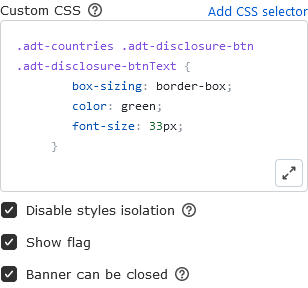 Custom CSS ?
Add CSS selector
.adt-countries .adt-disclosure-btn
.adt-disclosure-btnText {
box-sizing: border-box;
color: green;
font-size: 33px;
}
Disable styles isolation ?
Show flag
Banner can be closed ?